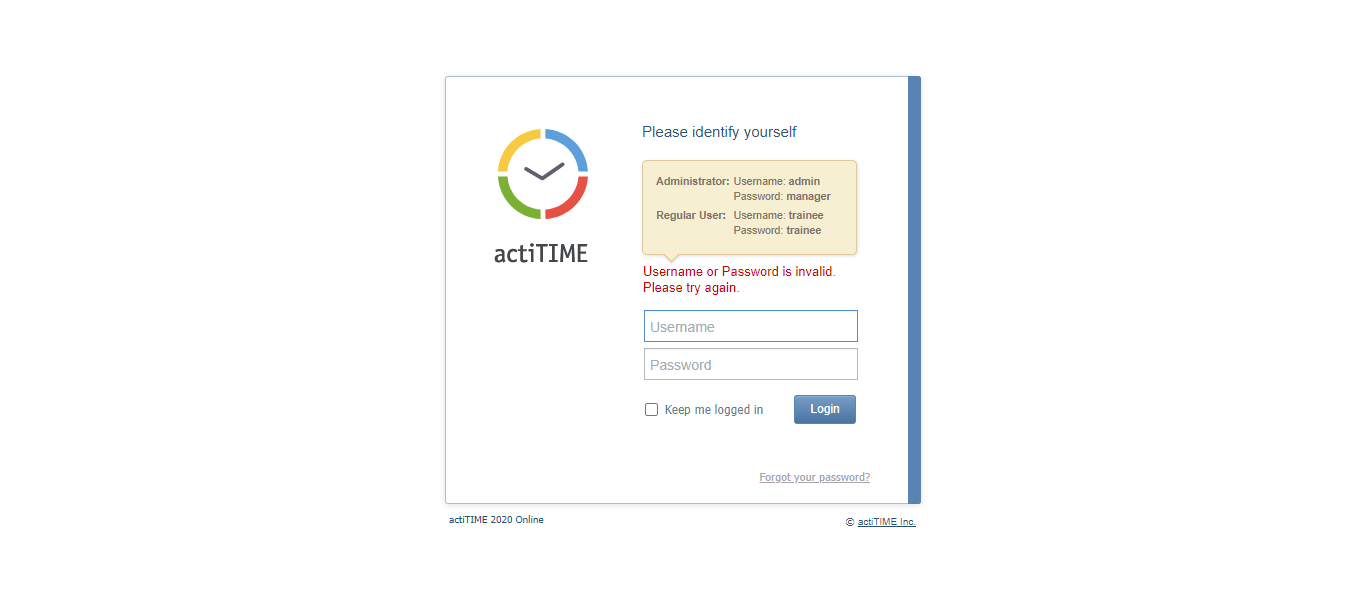 Please identify yourself
Administrator: Username: admin
Password: manager
Regular User: Username: trainee
Password: trainee
actiTIME
Username or Password is invalid.
Please try again.
Username
Password
Keep me logged in
Login
Forgot your password?
actiTIME 2020 Online
© actiTIME Inc.